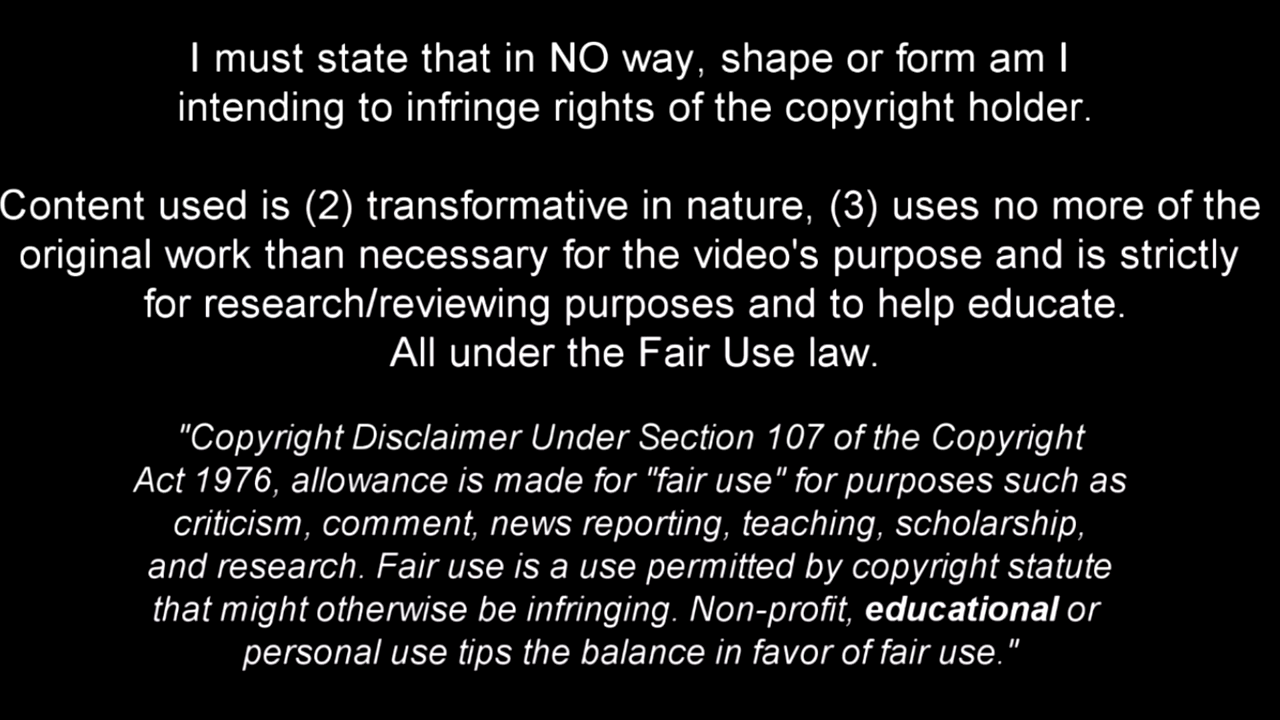 I must state that in NO way, shape or form am I
intending to infringe rights of the copyright holder.
Content used is (2) transformative in nature, (3) uses no more of the
original work than necessary for the video's purpose and is strictly
for research/reviewing purposes and to help educate.
All under the Fair Use law.
"Copyright Disclaimer Under Section 107 of the Copyright
Act 1976, allowance is made for "fair use" for purposes such as
criticism, comment, news reporting, teaching, scholarship,
and research. Fair use is a use permitted by copyright statute
that might otherwise be infringing. Non-profit, educational or
personal use tips the balance in favor of fair use."